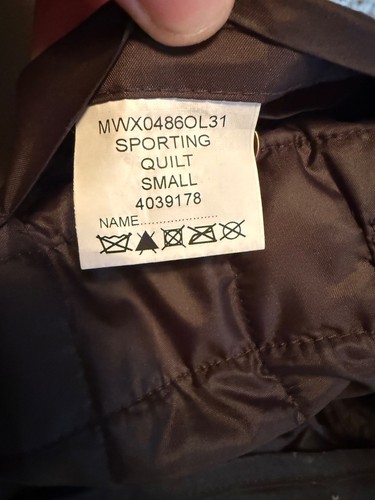 MWX0486OL31
SPORTING
QUILT
SMALL
4039178
NAME.....................